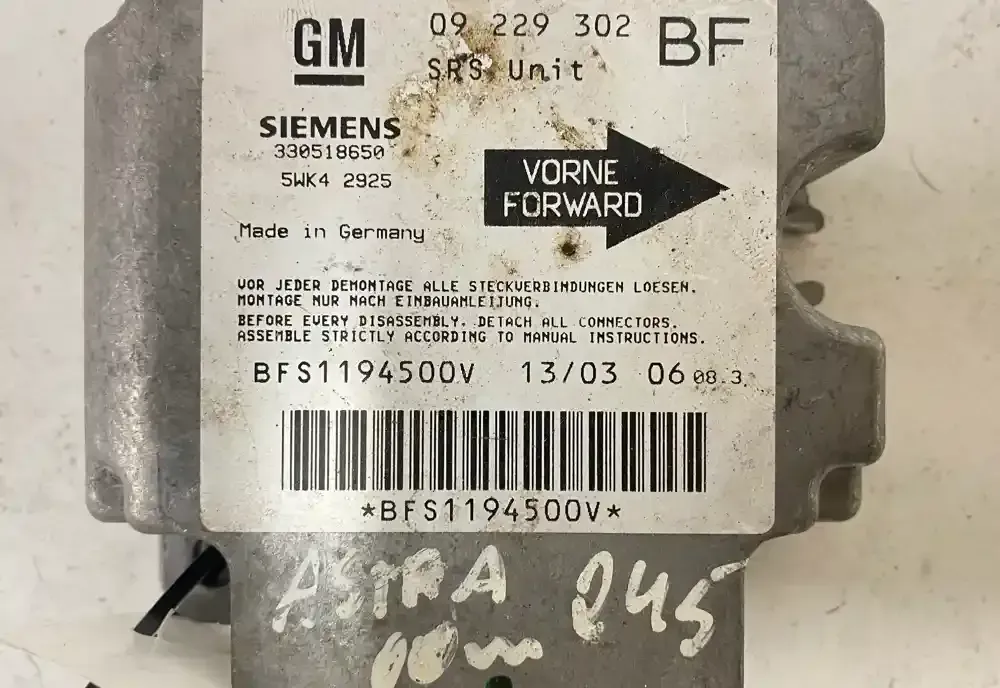 GM
09 229 302
BF
SRS Unit
SIEMENS
330518650
5WK4 2925
VORNE
FORWARD
Made in Germany
VOR JEDER DEMONTAGE ALLE STECKVERBINDUNGEN LOESEN.
MONTAGE NUR NACH EINBAUANLEITUNG.
BEFORE EVERY DISASSEMBLY. DETACH ALL CONNECTORS.
ASSEMBLE STRICTLY ACCORDING TO MANUAL INSTRUCTIONS.
BFS1194500V 13/03 06 08.3.
*BFS1194500V*
ASTRA 245
00m